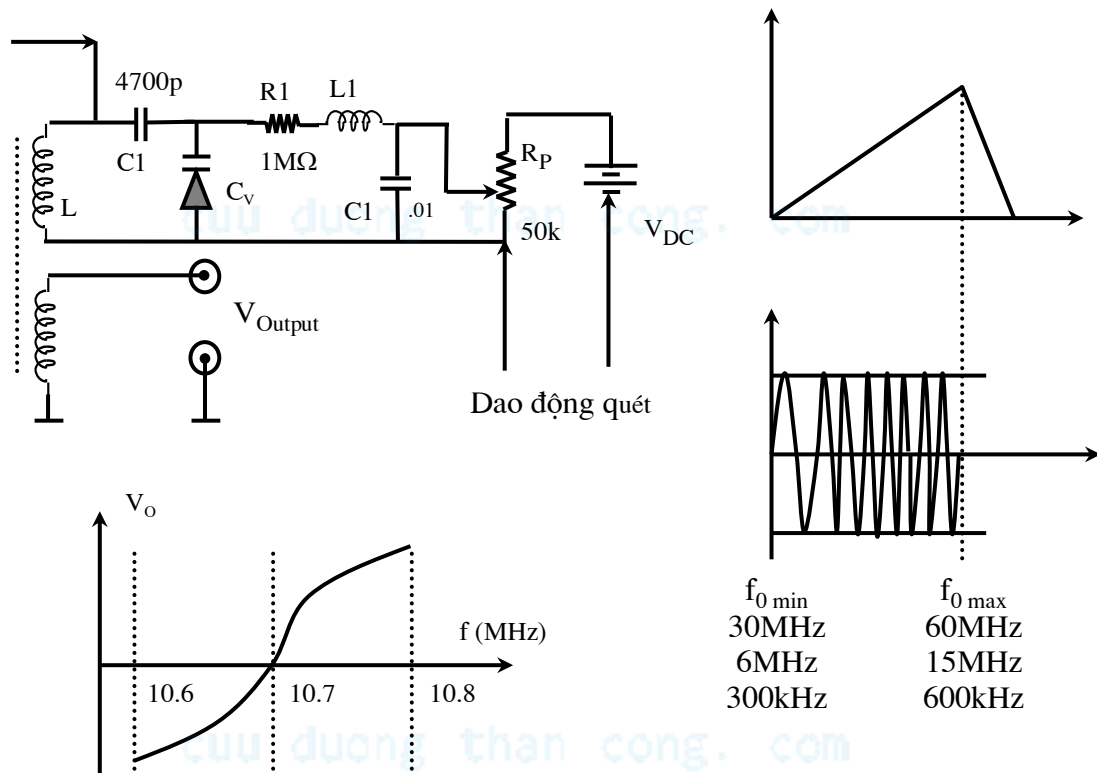 4700p
R1
L1
C1
1MΩ
R_P
L
C_V
C1 .01
50k
V_DC
cuu duong than cong. com
V_Output
Dao động quét
V_O
f (MHz)
10.6 10.7 10.8
f_0 min f_0 max
30MHz 60MHz
6MHz 15MHz
300kHz 600kHz
cuu duong than cong. com